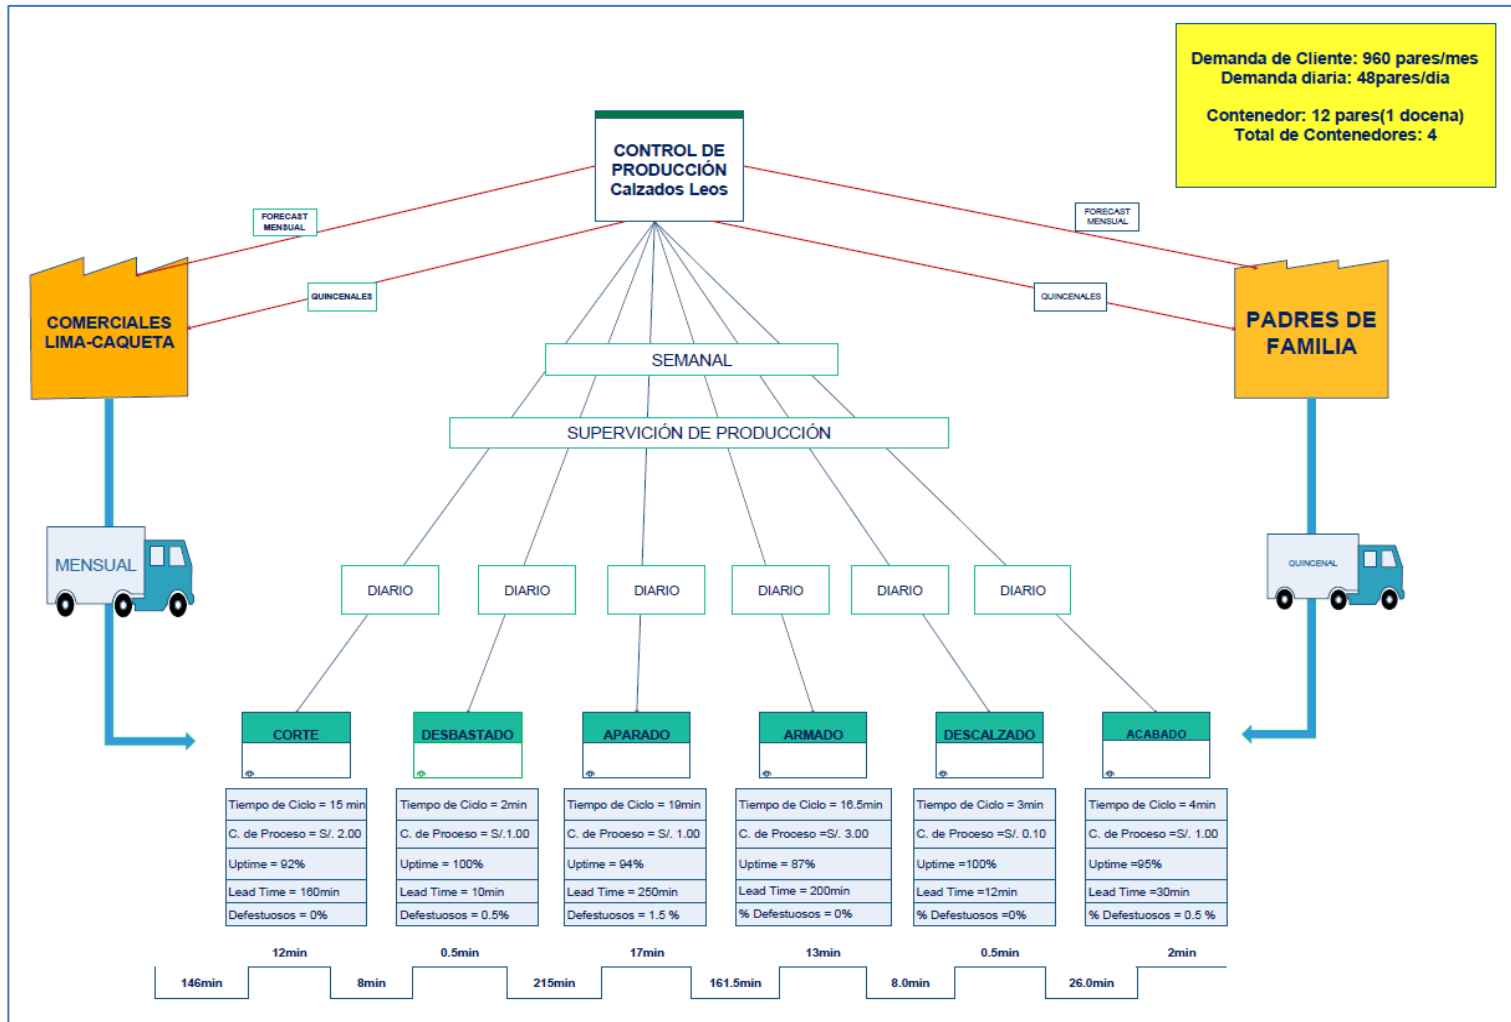 Demanda de Cliente: 960 pares/mes
Demanda diaria: 48pares/dia
Contenedor: 12 pares(1 docena)
Total de Contenedores: 4
CONTROL DE
PRODUCCIÓN
Calzados Leos
FORECAST
MENSUAL
FORECAST
MENSUAL
QUINCENALES
QUINCENALES
COMERCIALES
LIMA-CAQUETA
PADRES DE
FAMILIA
SEMANAL
SUPERVICIÓN DE PRODUCCIÓN
MENSUAL
QUINCENAL
DIARIO
DIARIO
DIARIO
DIARIO
DIARIO
DIARIO
CORTE
Tiempo de Ciclo = 15 min
C. de Proceso = S/. 2.00
Uptime = 92%
Lead Time = 160min
Defestuosos = 0%
DESBASTADO
Tiempo de Ciclo = 2min
C. de Proceso = S/.1.00
Uptime = 100%
Lead Time = 10min
Defestuosos = 0.5%
APARADO
Tiempo de Ciclo = 19min
C. de Proceso = S/. 1.00
Uptime = 94%
Lead Time = 250min
Defestuosos = 1.5 %
ARMADO
Tiempo de Ciclo = 16.5min
C. de Proceso =S/. 3.00
Uptime = 87%
Lead Time = 200min
% Defestuosos = 0%
DESCALZADO
Tiempo de Ciclo = 3min
C. de Proceso =S/. 0.10
Uptime =100%
Lead Time =12min
% Defestuosos =0%
ACABADO
Tiempo de Ciclo = 4min
C. de Proceso =S/. 1.00
Uptime =95%
Lead Time =30min
% Defestuosos = 0.5 %
12min
0.5min
17min
13min
0.5min
2min
146min
8min
215min
161.5min
8.0min
26.0min